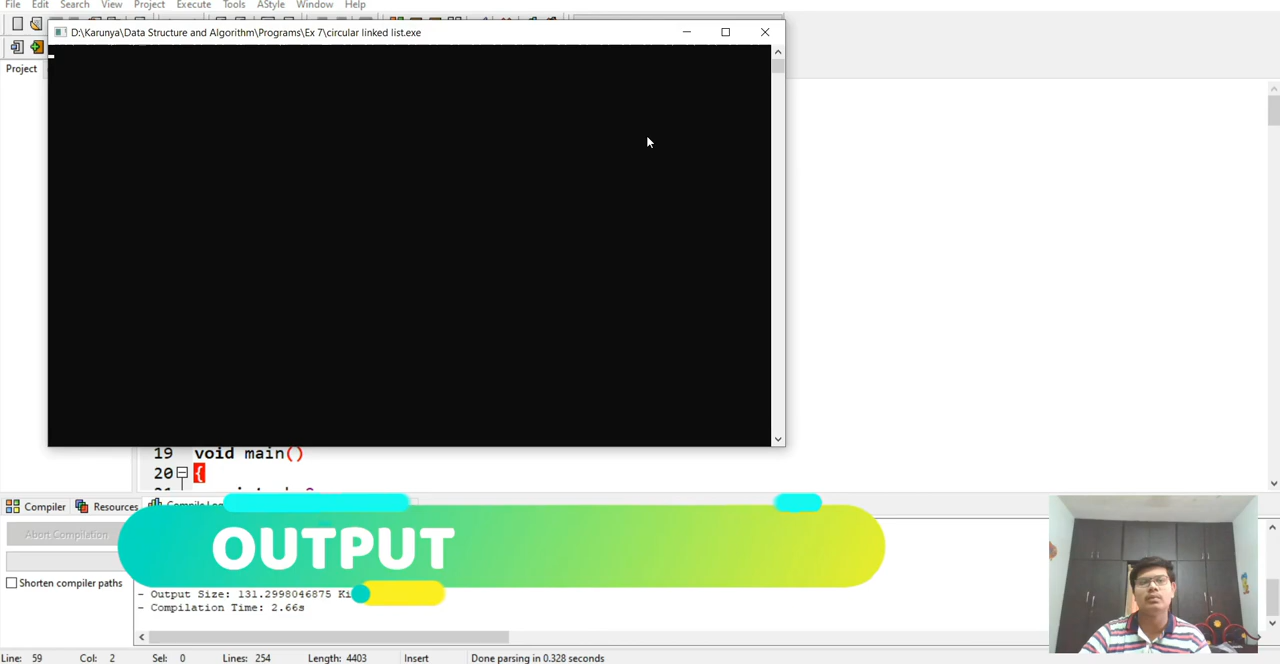 File Edit Search View Project Execute Tools AStyle Window Help
D:\Karunya\Data Structure and Algorithm\Programs\Ex 7\circular linked list.exe
Project
19 void main()
20 {
Compiler Resources Compile Log
Abort Compilation
OUTPUT
Shorten compiler paths
- Output Size: 131.2998046875 Ki
- Compilation Time: 2.66s
Line: 59 Col: 2 Sel: 0 Lines: 254 Length: 4403 Insert Done parsing in 0.328 seconds